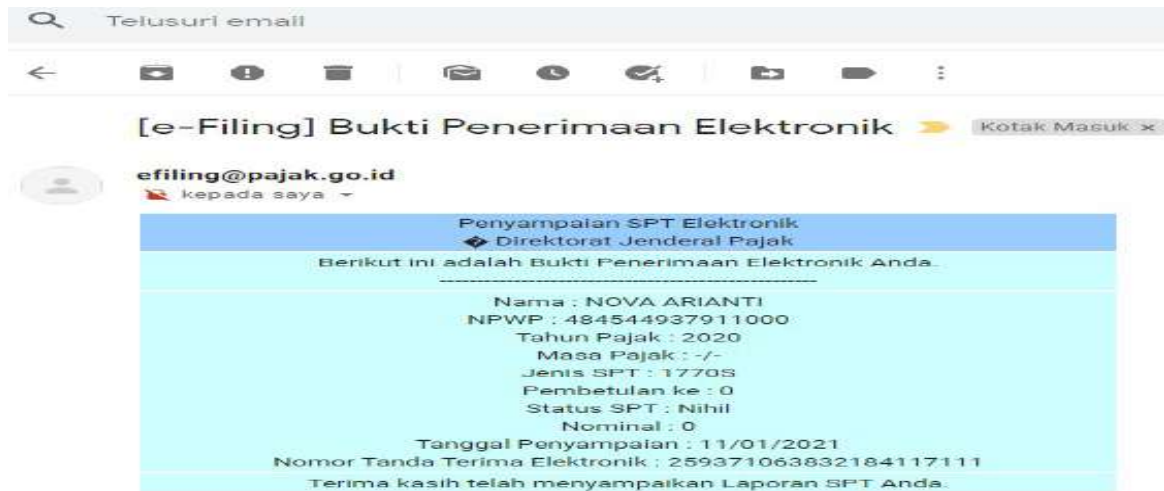 Telusuri email
[e-Filing] Bukti Penerimaan Elektronik Kotak Masuk ×
efiling@pajak.go.id
kepada saya
Penyampaian SPT Elektronik
� Direktorat Jenderal Pajak
Berikut ini adalah Bukti Penerimaan Elektronik Anda.
--------------------------------------------------
Nama : NOVA ARIANTI
NPWP : 484544937911000
Tahun Pajak : 2020
Masa Pajak : -/-
Jenis SPT : 1770S
Pembetulan ke : 0
Status SPT : Nihil
Nominal : 0
Tanggal Penyampaian : 11/01/2021
Nomor Tanda Terima Elektronik : 259371063832184117111
Terima kasih telah menyampaikan Laporan SPT Anda.